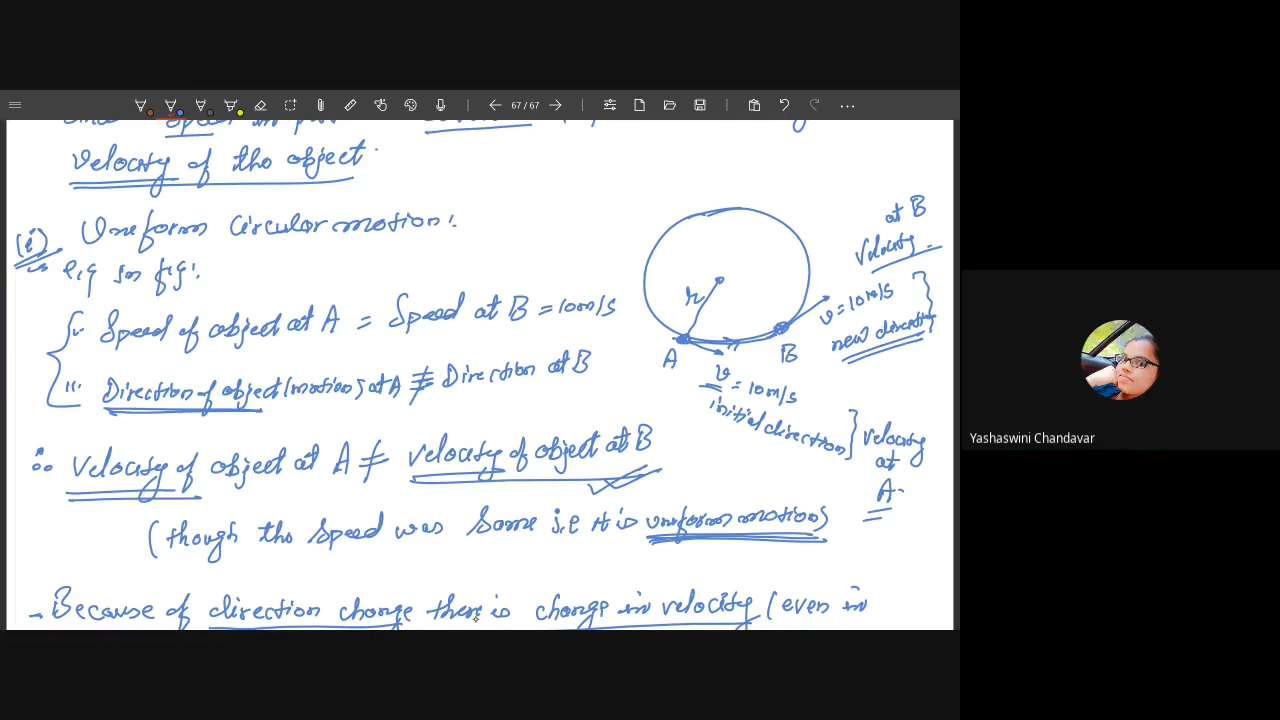 67/67
Velocity of the object.
(i) Uniform Circular motion:
e.g in fig:
i. Speed of object at A = Speed at B = 10m/s
ii. Direction of object (motion) at A ≠ Direction at B
∴ velocity of object at A ≠ velocity of object at B
(though the speed was same i.e it is uniform motion)
→ Because of direction change there is change in velocity (even in
at B
Velocity
v = 10m/s
new direction
r
A
B
v = 10m/s
initial direction
velocity
at
A
Yashaswini Chandavar